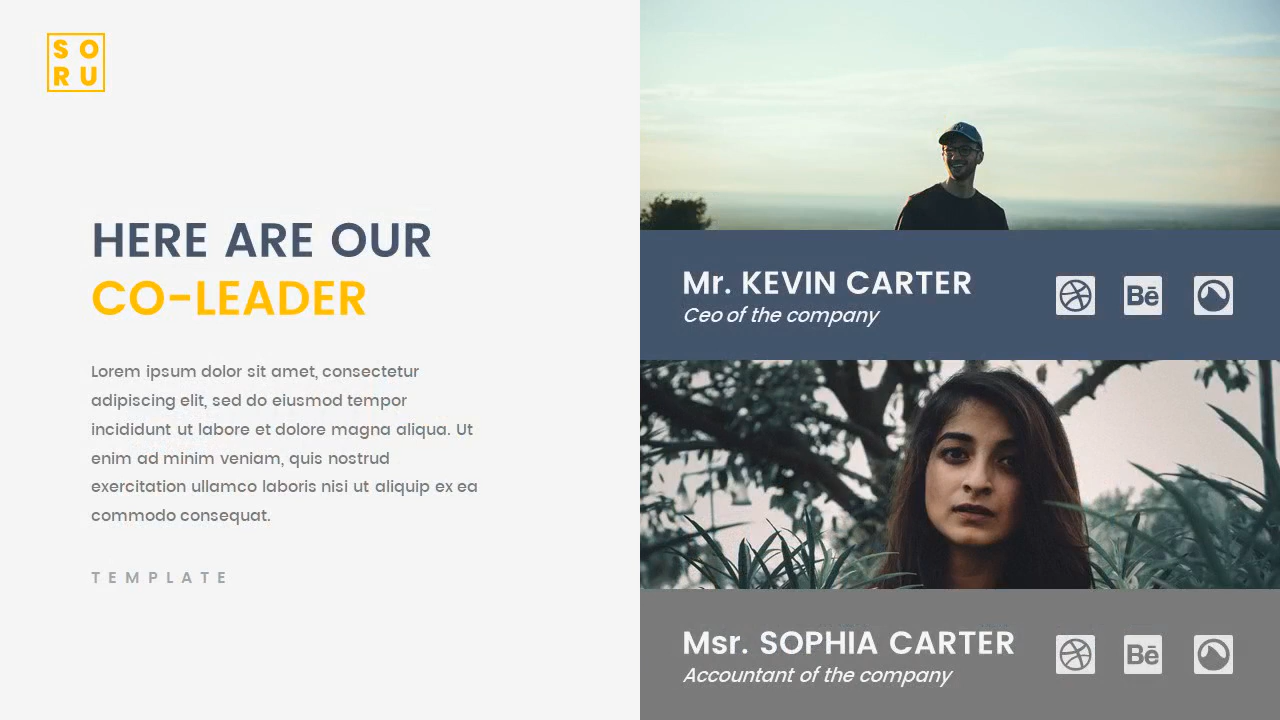 S O
R U
HERE ARE OUR
CO-LEADER
Lorem ipsum dolor sit amet, consectetur
adipiscing elit, sed do eiusmod tempor
incididunt ut labore et dolore magna aliqua. Ut
enim ad minim veniam, quis nostrud
exercitation ullamco laboris nisi ut aliquip ex ea
commodo consequat.
TEMPLATE
Mr. KEVIN CARTER
Ceo of the company
Bē
Msr. SOPHIA CARTER
Accountant of the company
Bē